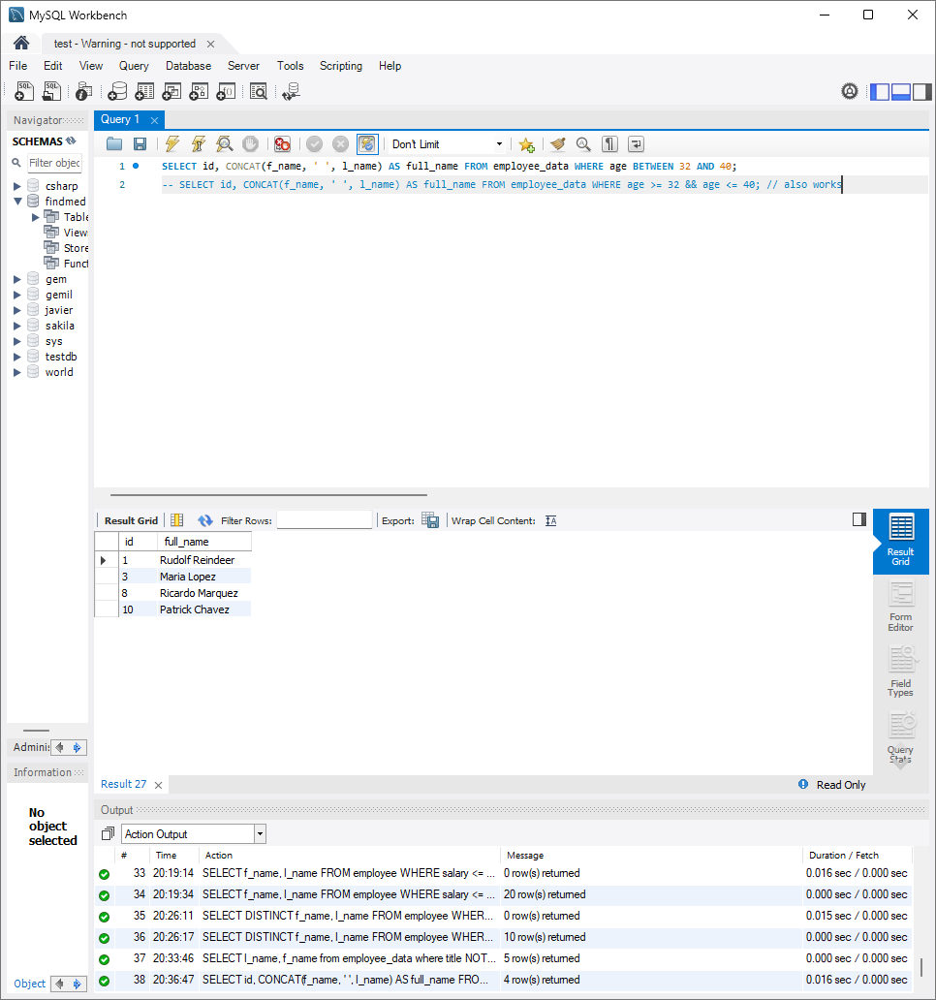 MySQL Workbench
test - Warning - not supported
File Edit View Query Database Server Tools Scripting Help
Navigator
SCHEMAS
Filter objec
csharp
findmed
Table
Views
Store
Funct
gem
gemil
javier
sakila
sys
testdb
world
Adminis
Information
No
object
selected
Object
Query 1
Don't Limit
1 SELECT id, CONCAT(f_name, ' ', l_name) AS full_name FROM employee_data WHERE age BETWEEN 32 AND 40;
2 -- SELECT id, CONCAT(f_name, ' ', l_name) AS full_name FROM employee_data WHERE age >= 32 && age <= 40; // also works
Result Grid Filter Rows: Export: Wrap Cell Content:
id full_name
1 Rudolf Reindeer
3 Maria Lopez
8 Ricardo Marquez
10 Patrick Chavez
Result
Grid
Form
Editor
Field
Types
Query
Stats
Result 27
Read Only
Output
Action Output
# Time Action Message Duration / Fetch
33 20:19:14 SELECT f_name, l_name FROM employee WHERE salary <= ... 0 row(s) returned 0.016 sec / 0.000 sec
34 20:19:34 SELECT f_name, l_name FROM employee WHERE salary <= ... 20 row(s) returned 0.000 sec / 0.000 sec
35 20:26:11 SELECT DISTINCT f_name, l_name FROM employee WHER... 0 row(s) returned 0.015 sec / 0.000 sec
36 20:26:17 SELECT DISTINCT f_name, l_name FROM employee WHER... 10 row(s) returned 0.000 sec / 0.000 sec
37 20:33:46 SELECT l_name, f_name from employee_data where title NOT... 5 row(s) returned 0.000 sec / 0.000 sec
38 20:36:47 SELECT id, CONCAT(f_name, ' ', l_name) AS full_name FRO... 4 row(s) returned 0.016 sec / 0.000 sec